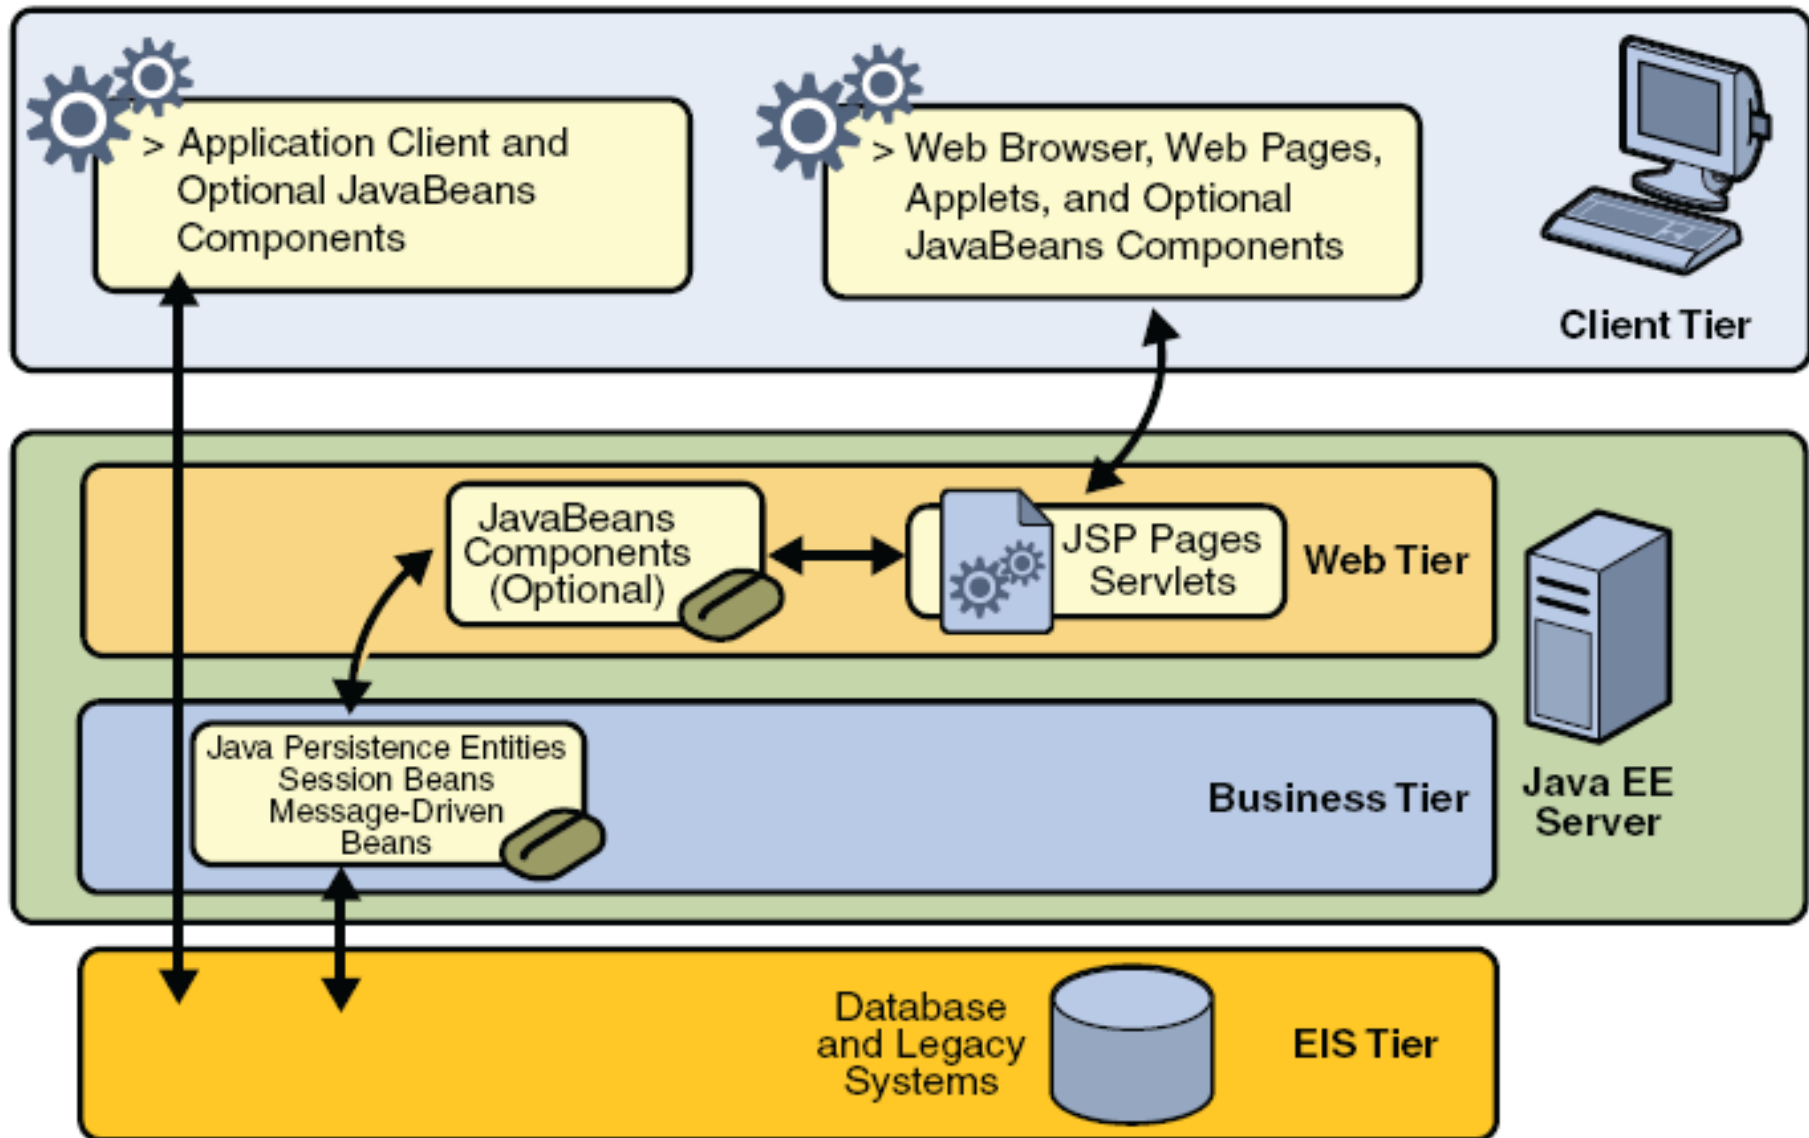 > Application Client and
Optional JavaBeans
Components
> Web Browser, Web Pages,
Applets, and Optional
JavaBeans Components
Client Tier
JavaBeans
Components
(Optional)
JSP Pages
Servlets
Web Tier
Java Persistence Entities
Session Beans
Message-Driven
Beans
Business Tier
Java EE
Server
Database
and Legacy
Systems
EIS Tier